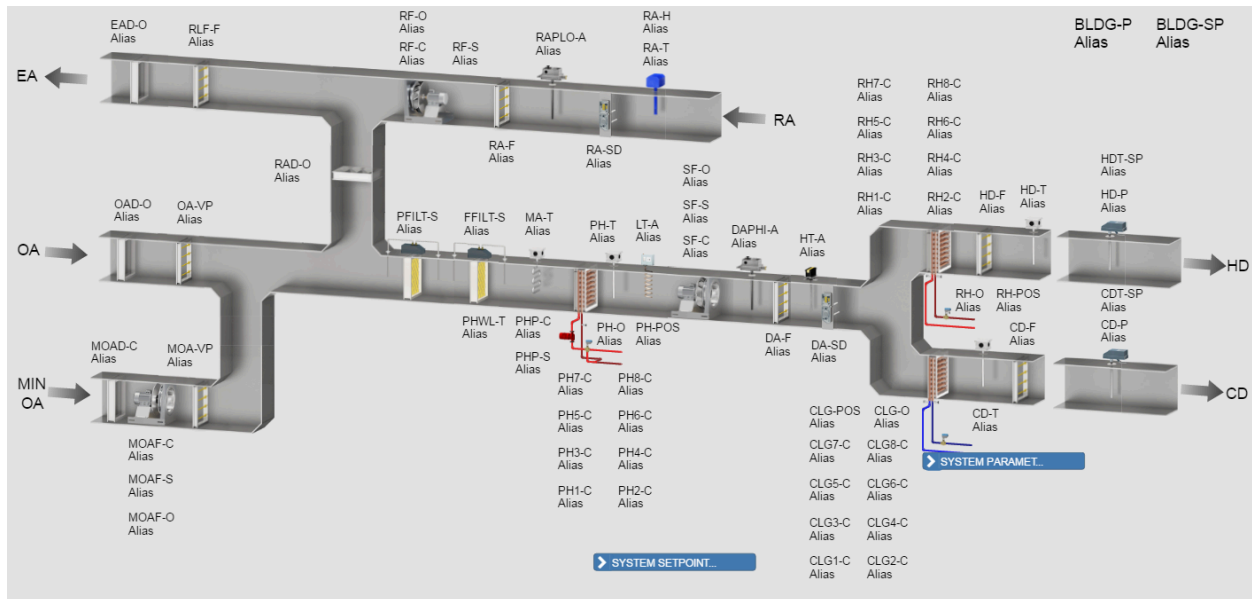 EAD-O
Alias
RLF-F
Alias
RF-O
Alias
RF-C
Alias
RF-S
Alias
RAPLO-A
Alias
RA-H
Alias
RA-T
Alias
BLDG-P
Alias
BLDG-SP
Alias
EA
RA
RA-F
Alias
RA-SD
Alias
RAD-O
Alias
RH7-C
Alias
RH8-C
Alias
RH5-C
Alias
RH6-C
Alias
RH3-C
Alias
RH4-C
Alias
RH1-C
Alias
RH2-C
Alias
HD-F
Alias
HD-T
Alias
HDT-SP
Alias
HD-P
Alias
OAD-O
Alias
OA-VP
Alias
PFILT-S
Alias
FFILT-S
Alias
MA-T
Alias
PH-T
Alias
LT-A
Alias
SF-O
Alias
SF-S
Alias
SF-C
Alias
DAPHI-A
Alias
HT-A
Alias
OA
HD
RH-O
Alias
RH-POS
Alias
CDT-SP
Alias
CD-P
Alias
CD-F
Alias
MOAD-C
Alias
MOA-VP
Alias
PHWL-T
Alias
PHP-C
Alias
PHP-S
Alias
PH-O
Alias
PH-POS
Alias
DA-F
Alias
DA-SD
Alias
MIN
OA
CD
PH7-C
Alias
PH8-C
Alias
PH5-C
Alias
PH6-C
Alias
PH3-C
Alias
PH4-C
Alias
PH1-C
Alias
PH2-C
Alias
CLG-POS
Alias
CLG-O
Alias
CD-T
Alias
CLG7-C
Alias
CLG8-C
Alias
CLG5-C
Alias
CLG6-C
Alias
CLG3-C
Alias
CLG4-C
Alias
CLG1-C
Alias
CLG2-C
Alias
MOAF-C
Alias
MOAF-S
Alias
MOAF-O
Alias
SYSTEM PARAMET...
SYSTEM SETPOINT...